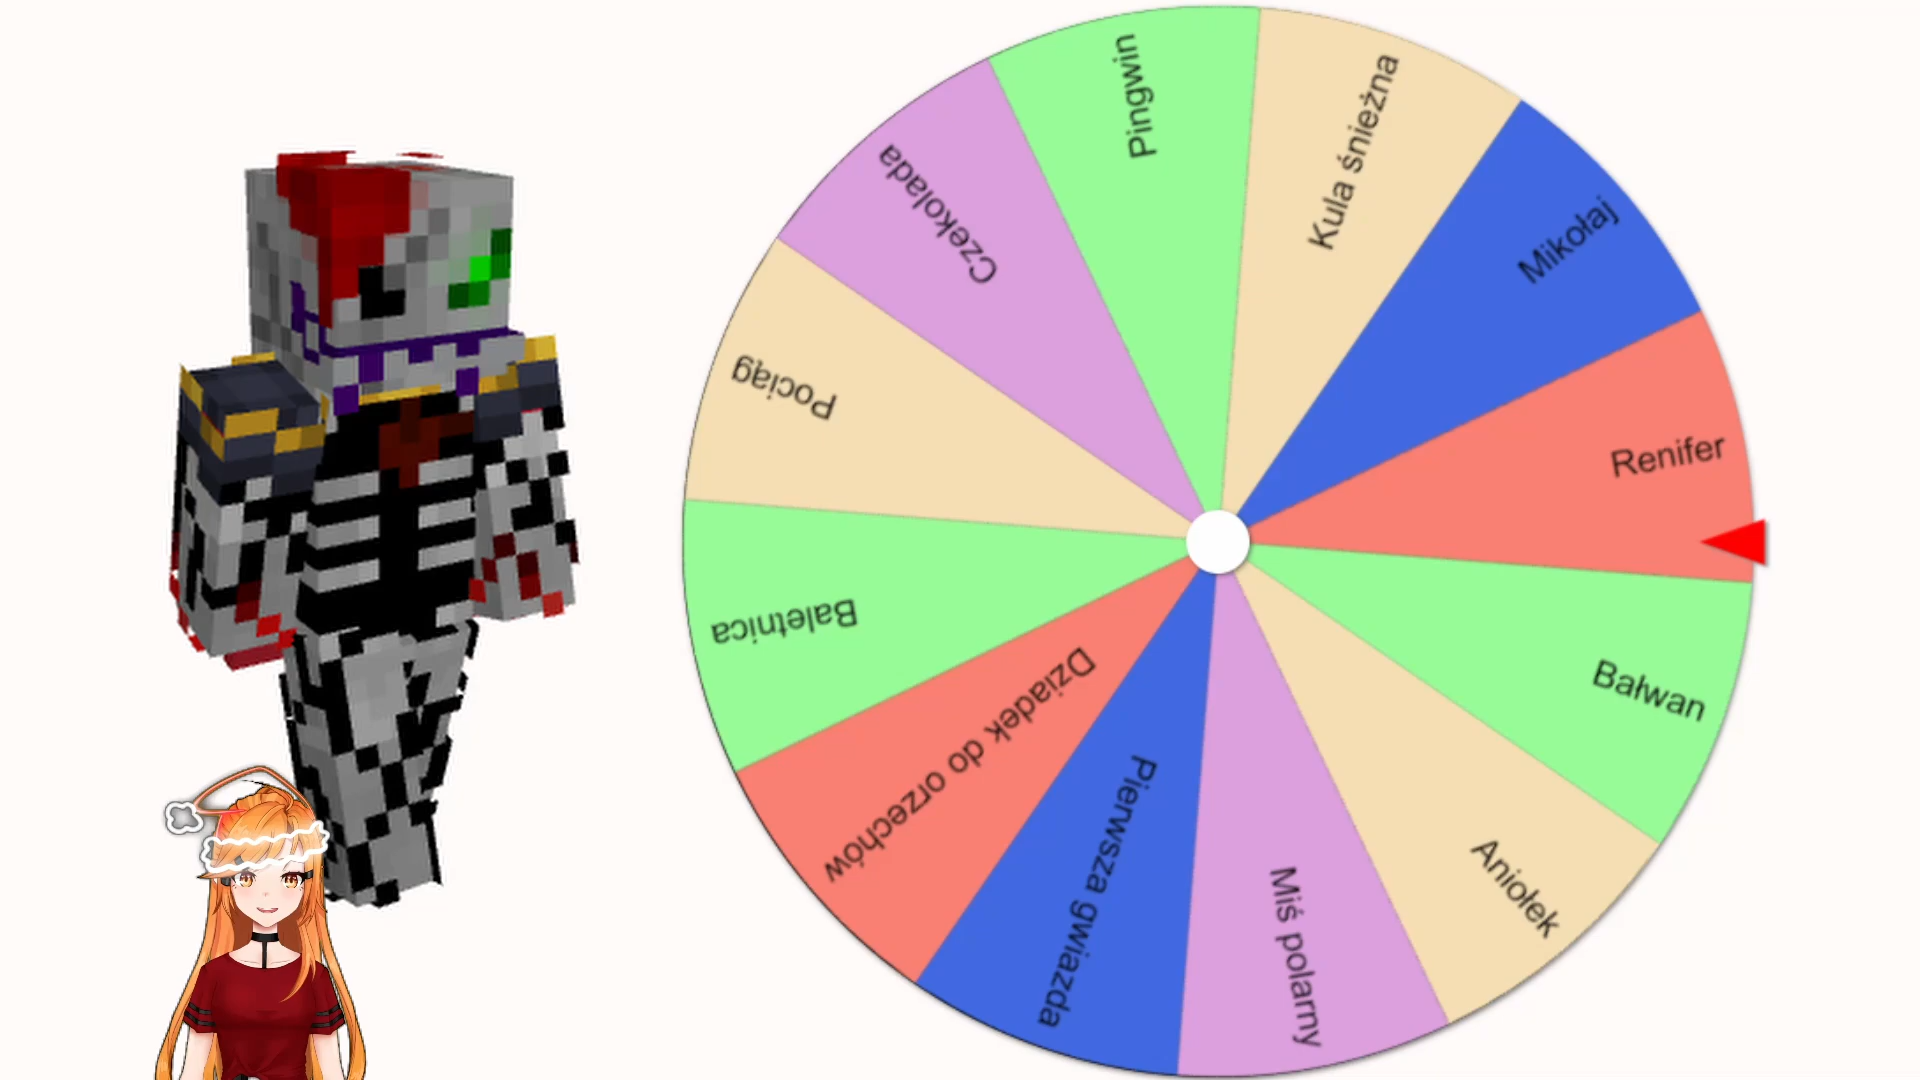 Pingwin
Kula śnieżna
Mikołaj
Renifer
Bałwan
Aniołek
Miś polarny
Pierwsza gwiazda
Dziadek do orzechów
Baletnica
Pociąg
Czekolada